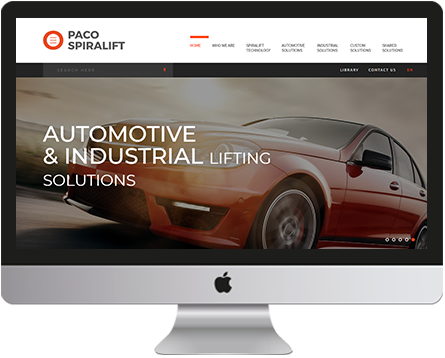 PACO
SPIRALIFT
HOME
WHO WE ARE
SPIRALIFT
TECHNOLOGY
AUTOMOTIVE
SOLUTIONS
INDUSTRIAL
SOLUTIONS
CUSTOM
SOLUTIONS
SHARED
SOLUTIONS
SEARCH HERE
LIBRARY
CONTACT US
AUTOMOTIVE
& INDUSTRIAL LIFTING
SOLUTIONS